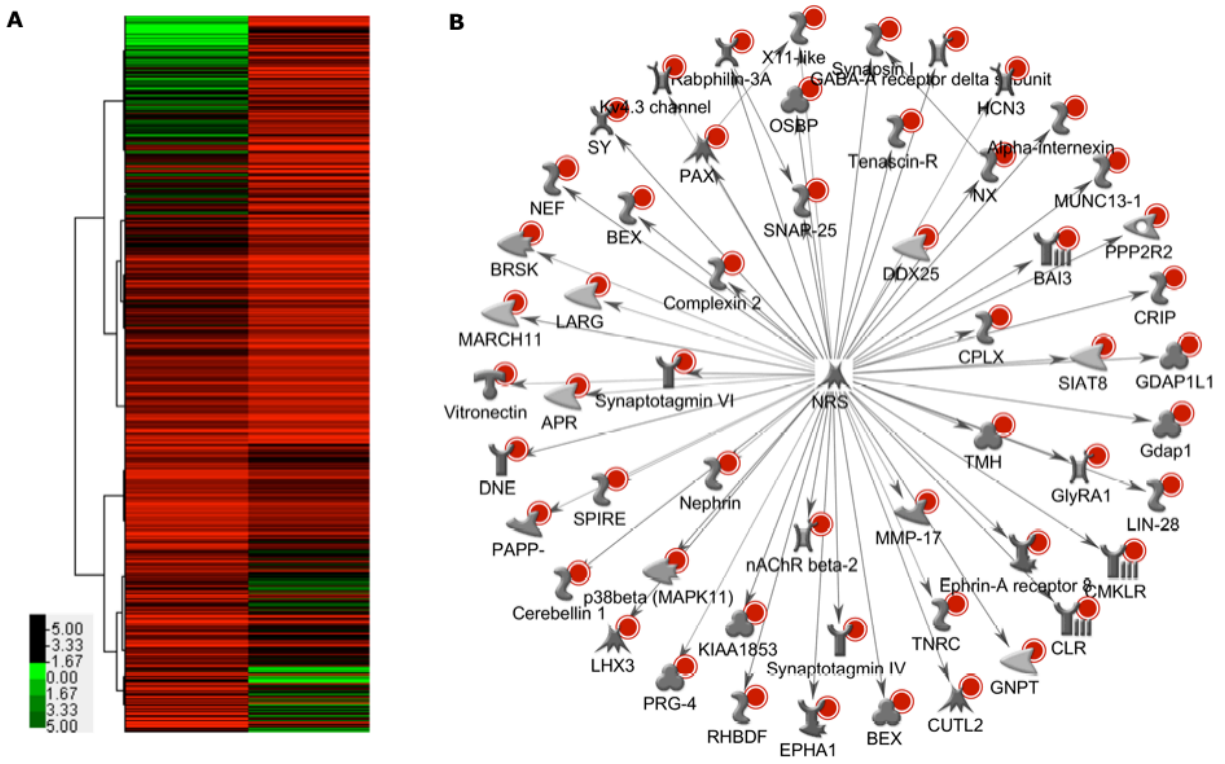 A
B
X11-like
Rabphilin-3A
Synapsin I
GABA-A receptor delta subunit
Kv4.3 channel
OSBP
HCN3
SY
PAX
Tenascin-R
Alpha-internexin
NX
MUNC13-1
NEF
BEX
SNAP-25
BRSK
DDX25
BAI3
PPP2R2
Complexin 2
LARG
CRIP
MARCH11
CPLX
SIAT8
GDAP1L1
Vitronectin
APR
Synaptotagmin VI
NRS
Gdap1
TMH
DNE
GlyRA1
SPIRE
Nephrin
LIN-28
PAPP-
MMP-17
nAChR beta-2
Cerebellin 1
p38beta (MAPK11)
Ephrin-A receptor 8
CMKLR
LHX3
KIAA1853
TNRC
CLR
Synaptotagmin IV
GNPT
PRG-4
RHBDF
EPHA1
BEX
CUTL2
-5.00
-3.33
-1.67
0.00
1.67
3.33
5.00